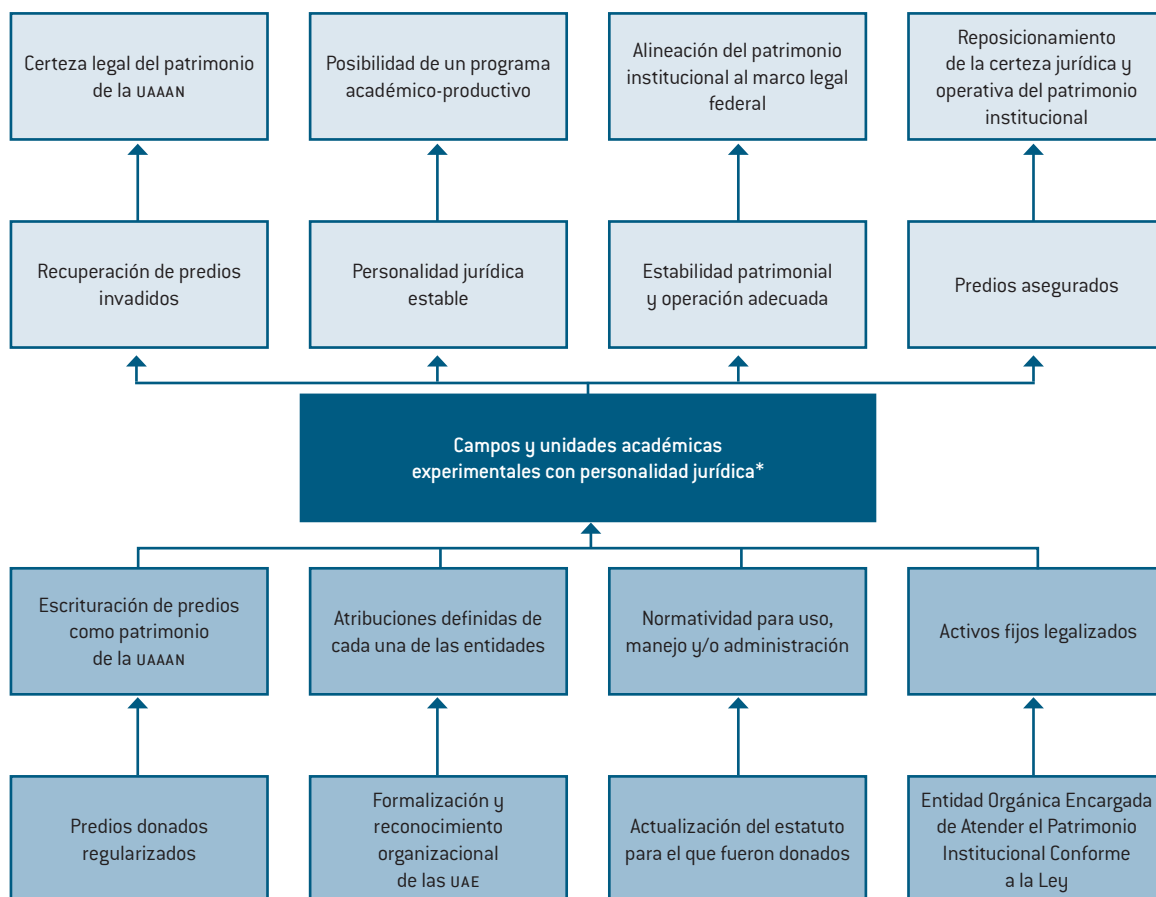 Certeza legal del patrimonio
de la UAAAN
Posibilidad de un programa
académico-productivo
Alineación del patrimonio
institucional al marco legal
federal
Reposicionamiento
de la certeza jurídica y
operativa del patrimonio
institucional
Recuperación de predios
invadidos
Personalidad jurídica
estable
Estabilidad patrimonial
y operación adecuada
Predios asegurados
Campos y unidades académicas
experimentales con personalidad jurídica*
Escrituración de predios
como patrimonio
de la UAAAN
Atribuciones definidas de
cada una de las entidades
Normatividad para uso,
manejo y/o administración
Activos fijos legalizados
Predios donados
regularizados
Formalización y
reconocimiento
organizacional
de las UAE
Actualización del estatuto
para el que fueron donados
Entidad Orgánica Encargada
de Atender el Patrimonio
Institucional Conforme
a la Ley